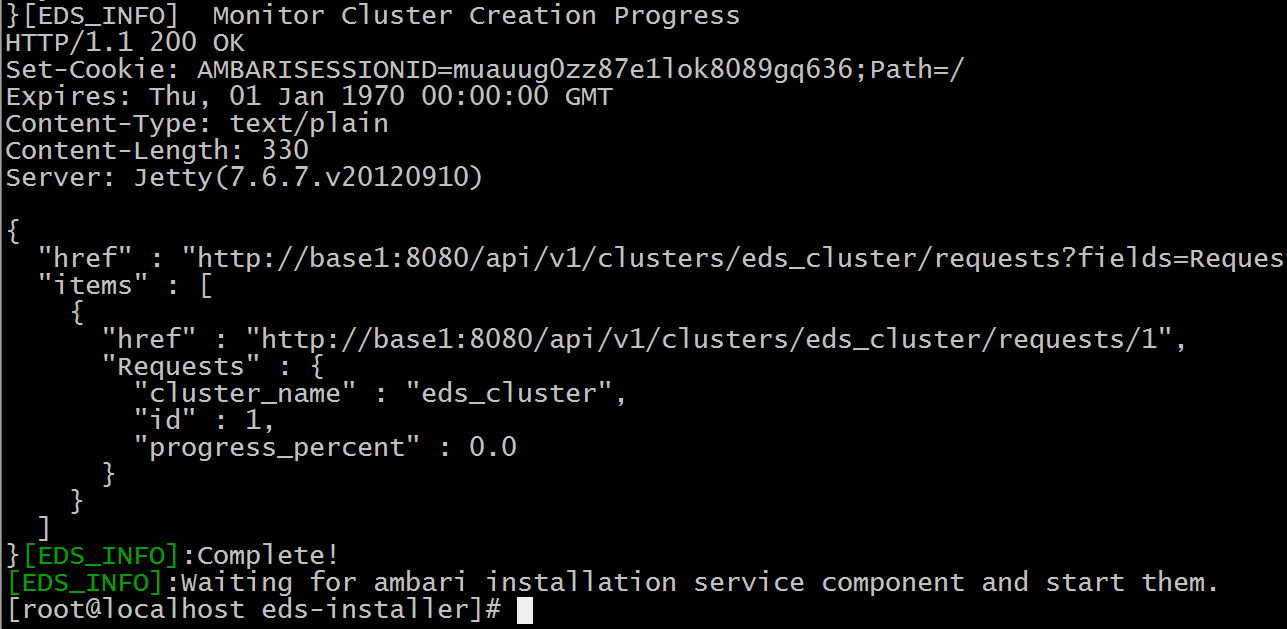 }[EDS_INFO]  Monitor Cluster Creation Progress
HTTP/1.1 200 OK
Set-Cookie: AMBARISESSIONID=muauug0zz87e1lok8089gq636;Path=/
Expires: Thu, 01 Jan 1970 00:00:00 GMT
Content-Type: text/plain
Content-Length: 330
Server: Jetty(7.6.7.v20120910)

{
  "href" : "http://base1:8080/api/v1/clusters/eds_cluster/requests?fields=Reques
  "items" : [
    {
      "href" : "http://base1:8080/api/v1/clusters/eds_cluster/requests/1",
      "Requests" : {
        "cluster_name" : "eds_cluster",
        "id" : 1,
        "progress_percent" : 0.0
      }
    }
  ]
}[EDS_INFO]:Complete!
[EDS_INFO]:Waiting for ambari installation service component and start them.
[root@localhost eds-installer]#